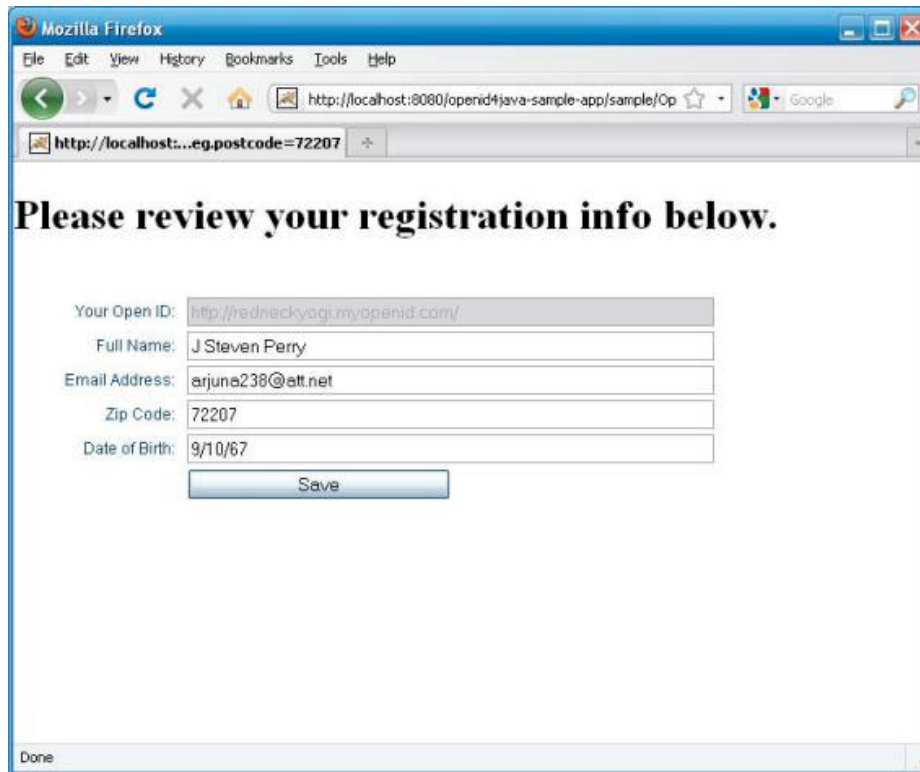 Mozilla Firefox
File Edit View History Bookmarks Tools Help
http://localhost:8080/openid4java-sample-app/sample/Op
Google
http://localhost:...eg.postcode=72207
Please review your registration info below.
Your Open ID: http://redneckyogi.myopenid.com/
Full Name: J Steven Perry
Email Address: arjuna238@att.net
Zip Code: 72207
Date of Birth: 9/10/67
Save
Done